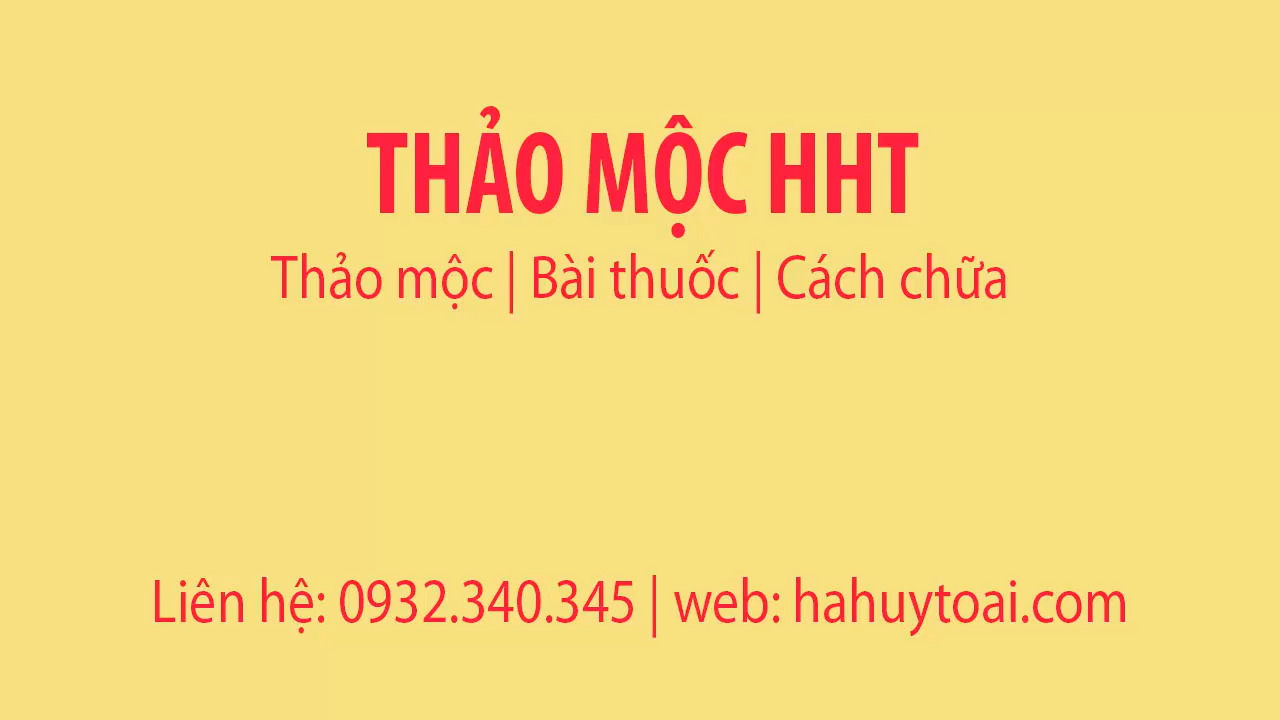 THẢO MỘC HHT
Thảo mộc | Bài thuốc | Cách chữa
Liên hệ: 0932.340.345 | web: hahuytoai.com